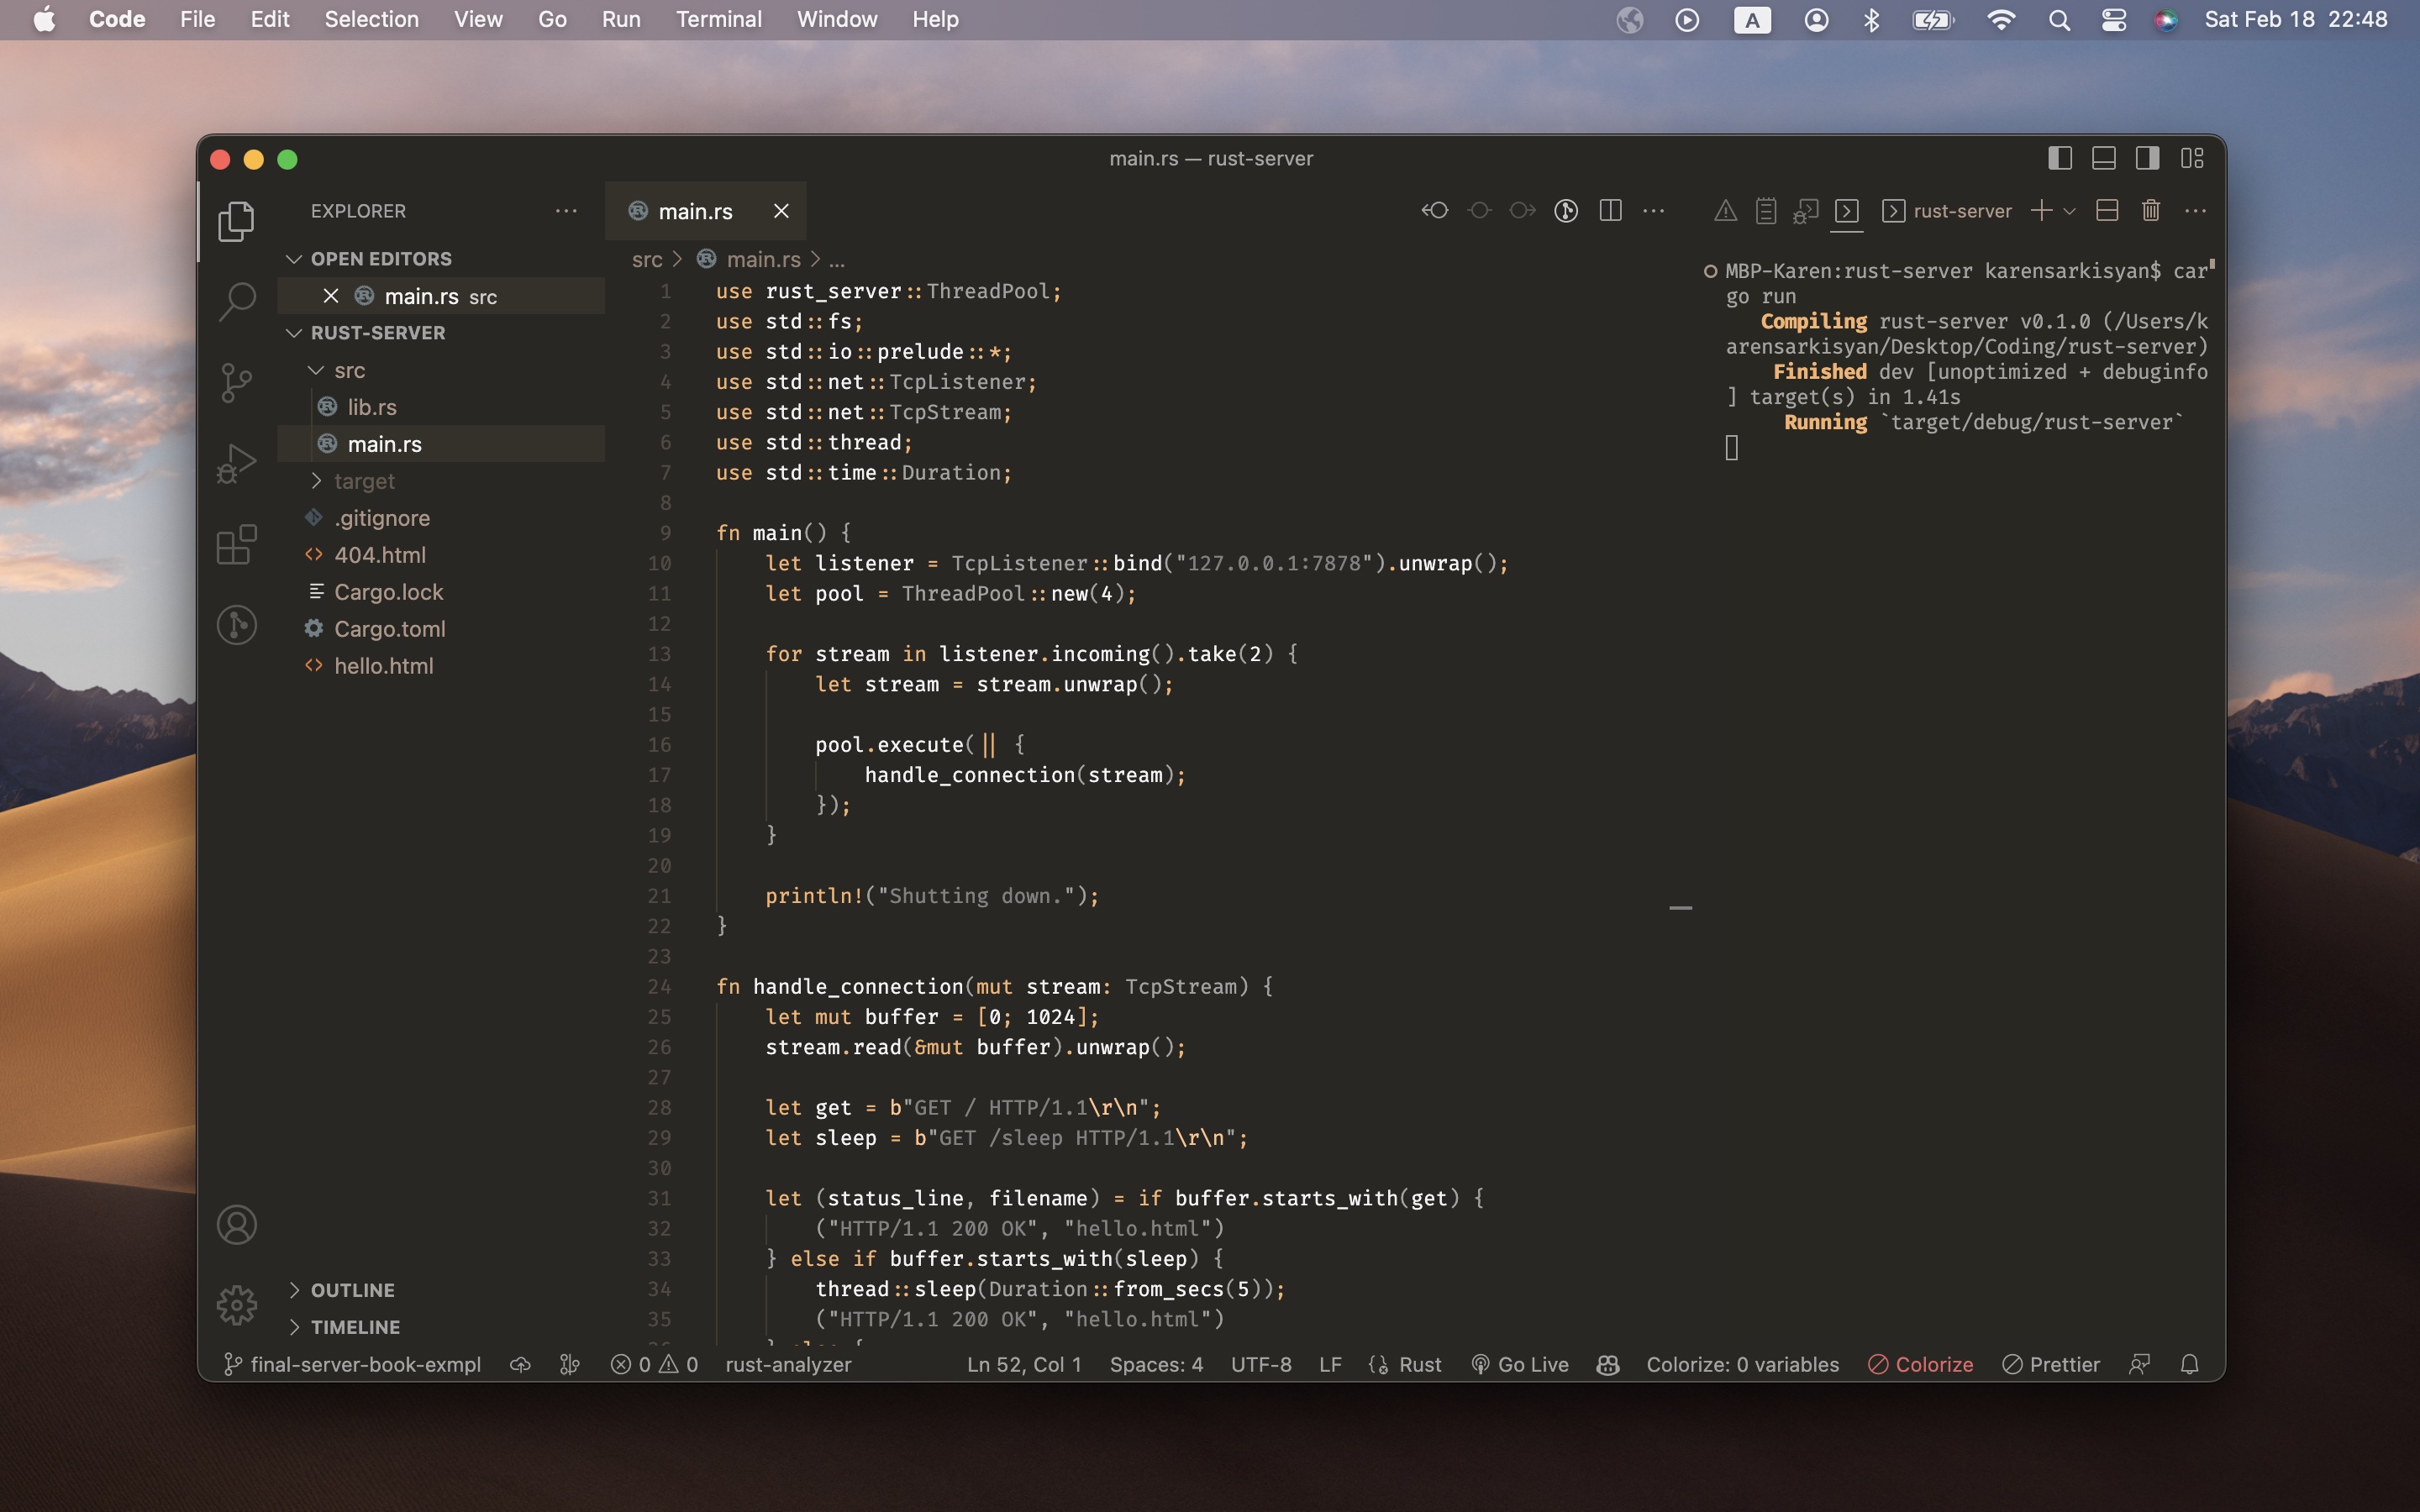 Code File Edit Selection View Go Run Terminal Window Help
A
Sat Feb 18 22:48
main.rs — rust-server
EXPLORER
OPEN EDITORS
main.rs src
RUST-SERVER
src
lib.rs
main.rs
target
.gitignore
404.html
Cargo.lock
Cargo.toml
hello.html
OUTLINE
TIMELINE
main.rs
src > main.rs > ...
1 use rust_server::ThreadPool;
2 use std::fs;
3 use std::io::prelude::*;
4 use std::net::TcpListener;
5 use std::net::TcpStream;
6 use std::thread;
7 use std::time::Duration;
8
9 fn main() {
10     let listener = TcpListener::bind("127.0.0.1:7878").unwrap();
11     let pool = ThreadPool::new(4);
12
13     for stream in listener.incoming().take(2) {
14         let stream = stream.unwrap();
15
16         pool.execute(|| {
17             handle_connection(stream);
18         });
19     }
20
21     println!("Shutting down.");
22 }
23
24 fn handle_connection(mut stream: TcpStream) {
25     let mut buffer = [0; 1024];
26     stream.read(&mut buffer).unwrap();
27
28     let get = b"GET / HTTP/1.1\r\n";
29     let sleep = b"GET /sleep HTTP/1.1\r\n";
30
31     let (status_line, filename) = if buffer.starts_with(get) {
32         ("HTTP/1.1 200 OK", "hello.html")
33     } else if buffer.starts_with(sleep) {
34         thread::sleep(Duration::from_secs(5));
35         ("HTTP/1.1 200 OK", "hello.html")
rust-server
MBP-Karen:rust-server karensarkisyan$ car
go run
Compiling rust-server v0.1.0 (/Users/k
arensarkisyan/Desktop/Coding/rust-server)
Finished dev [unoptimized + debuginfo
] target(s) in 1.41s
Running `target/debug/rust-server`
final-server-book-exmpl 0 0 rust-analyzer Ln 52, Col 1 Spaces: 4 UTF-8 LF Rust Go Live Colorize: 0 variables Colorize Prettier